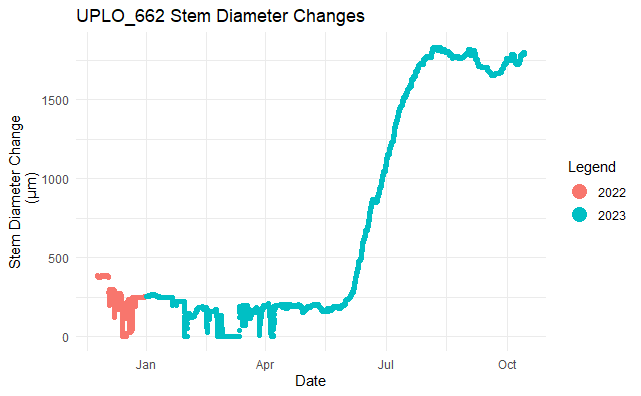 UPLO_662 Stem Diameter Changes
Stem Diameter Change
(µm)
1500
1000
500
0
Jan Apr Jul Oct
Date
Legend
2022
2023